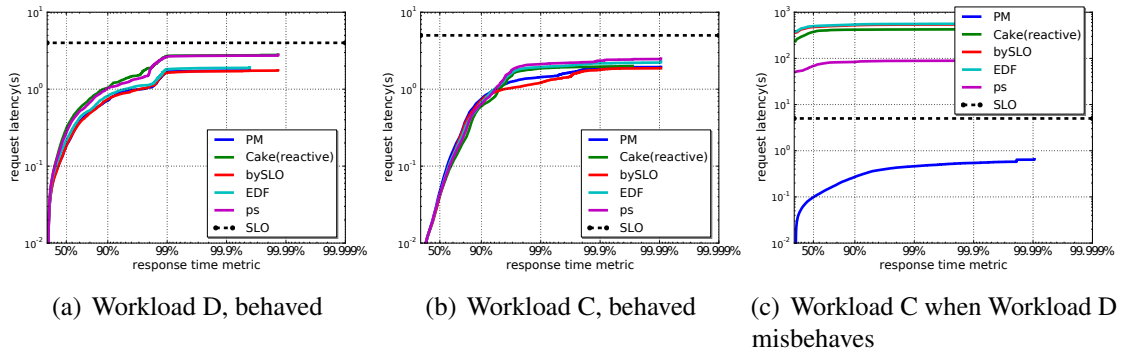 10¹
10⁰
10⁻¹
10⁻²
request latency(s)
PM
Cake(reactive)
bySLO
EDF
ps
SLO
50% 90% 99% 99.9% 99.99% 99.999%
response time metric
(a) Workload D, behaved
10¹
10⁰
10⁻¹
10⁻²
request latency(s)
PM
Cake(reactive)
bySLO
EDF
ps
SLO
50% 90% 99% 99.9% 99.99% 99.999%
response time metric
(b) Workload C, behaved
10³
10²
10¹
10⁰
10⁻¹
10⁻²
request latency(s)
PM
Cake(reactive)
bySLO
EDF
ps
SLO
50% 90% 99% 99.9% 99.99% 99.999%
response time metric
(c) Workload C when Workload D
misbehaves